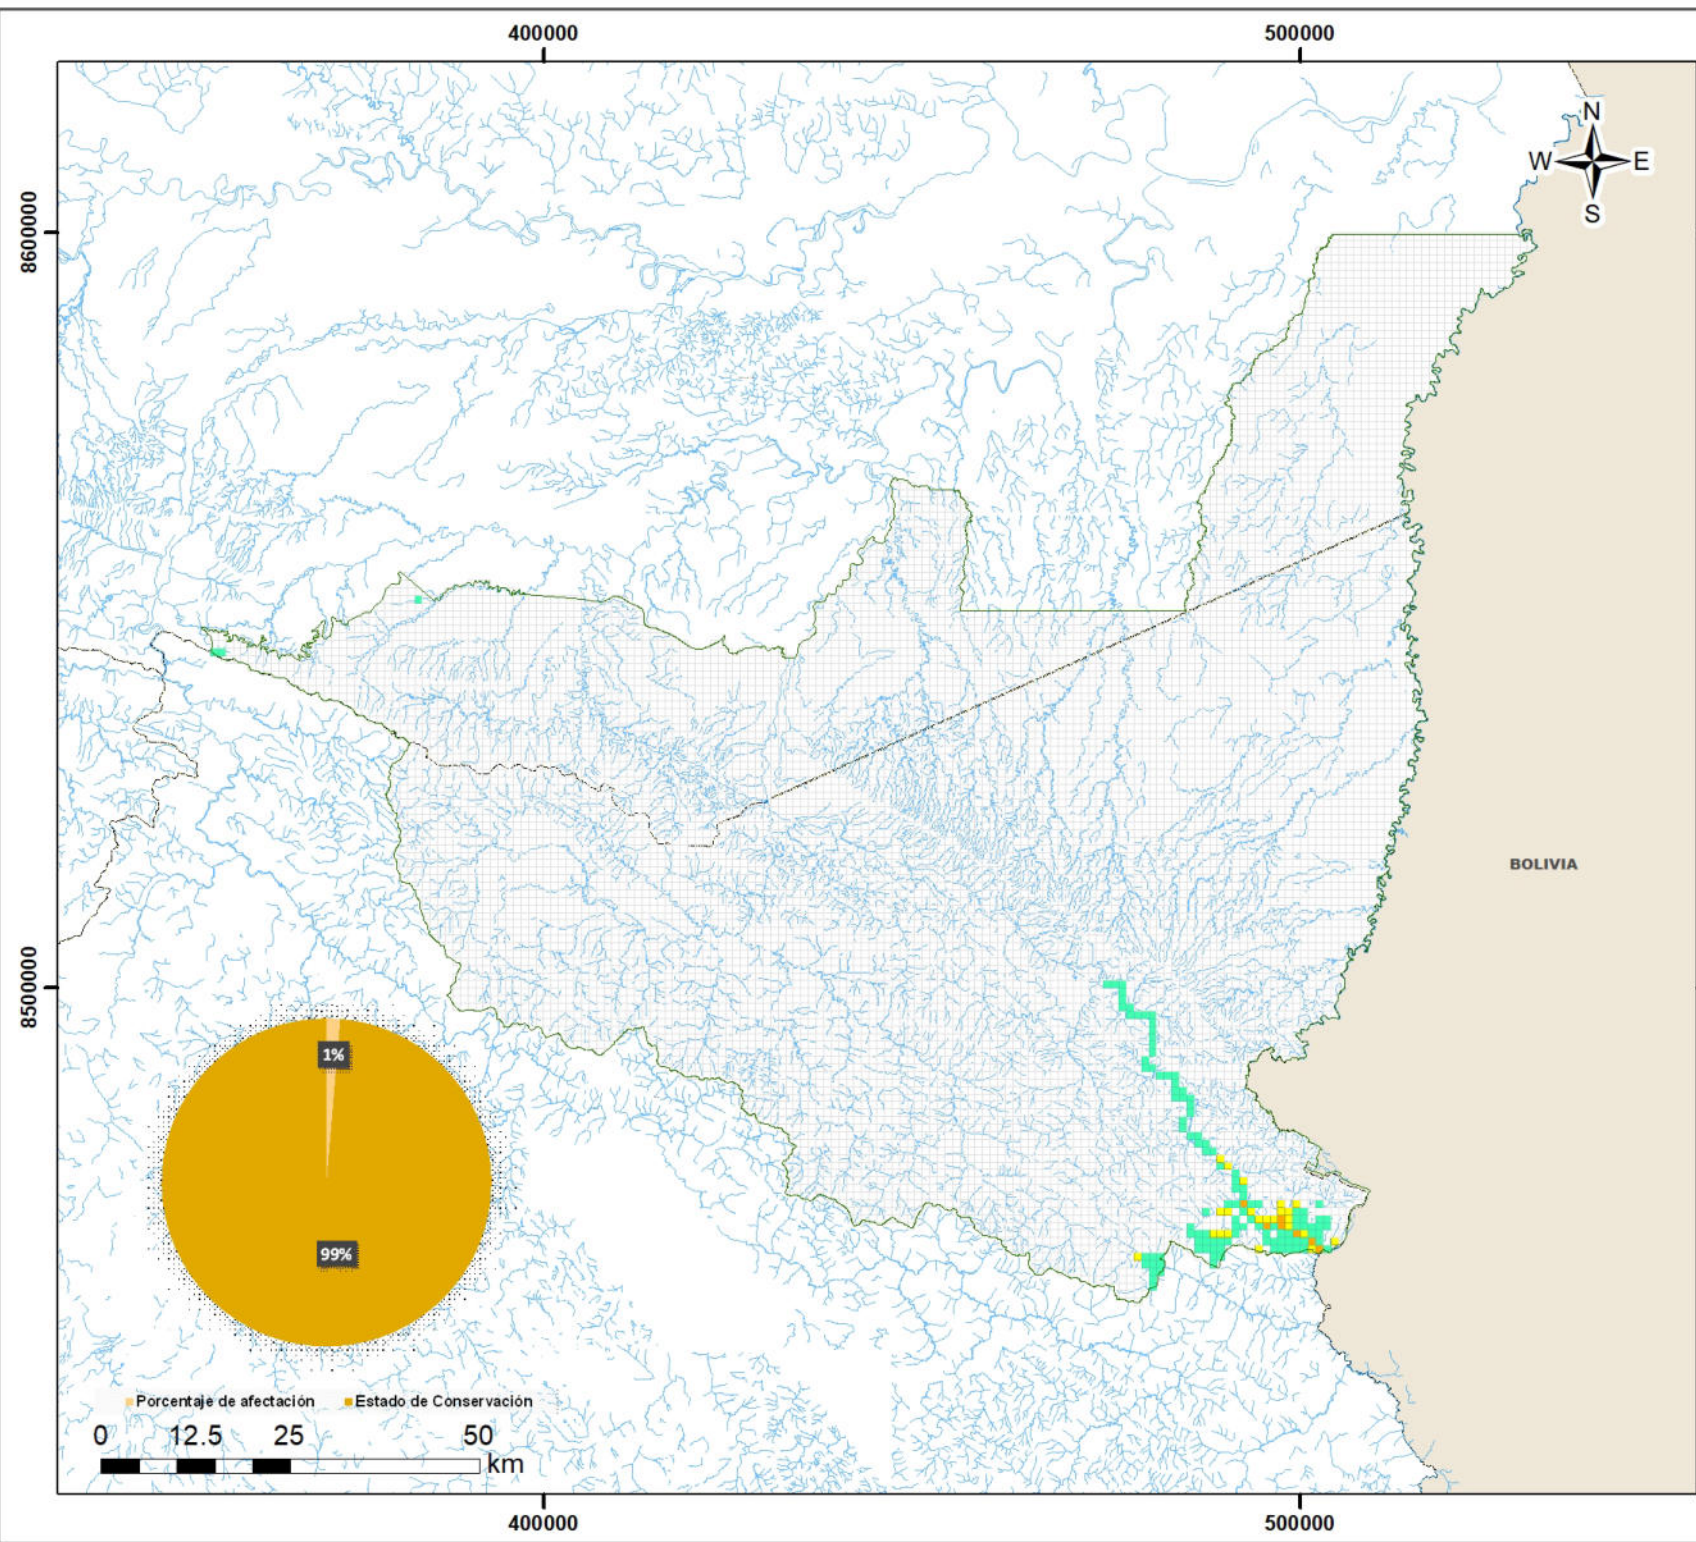 400000
500000
N
W
E
S
8600000
BOLIVIA
8500000
1%
99%
Porcentaje de afectación
Estado de Conservación
0 12.5 25 50
km
400000
500000